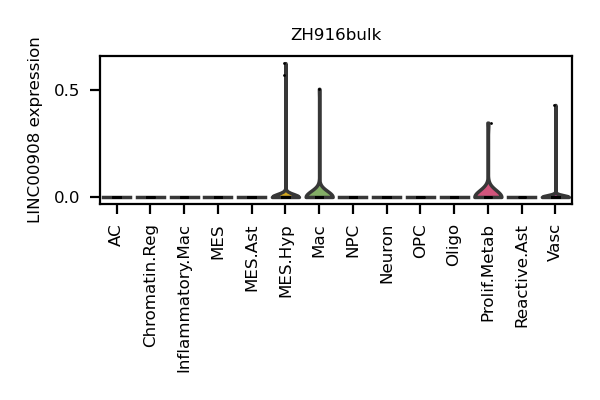 ZH916bulk
LINC00908 expression
0.5
0.0
AC
Chromatin.Reg
Inflammatory.Mac
MES
MES.Ast
MES.Hyp
Mac
NPC
Neuron
OPC
Oligo
Prolif.Metab
Reactive.Ast
Vasc